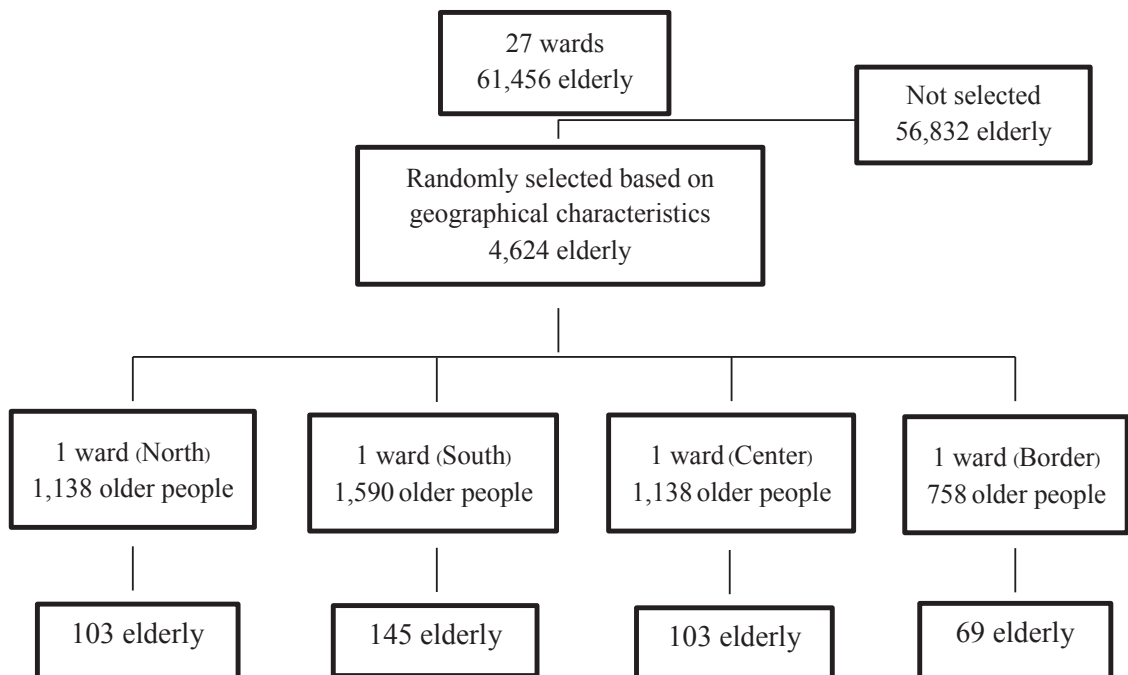 27 wards
61,456 elderly
Not selected
56,832 elderly
Randomly selected based on
geographical characteristics
4,624 elderly
1 ward (North)
1,138 older people
1 ward (South)
1,590 older people
1 ward (Center)
1,138 older people
1 ward (Border)
758 older people
103 elderly
145 elderly
103 elderly
69 elderly